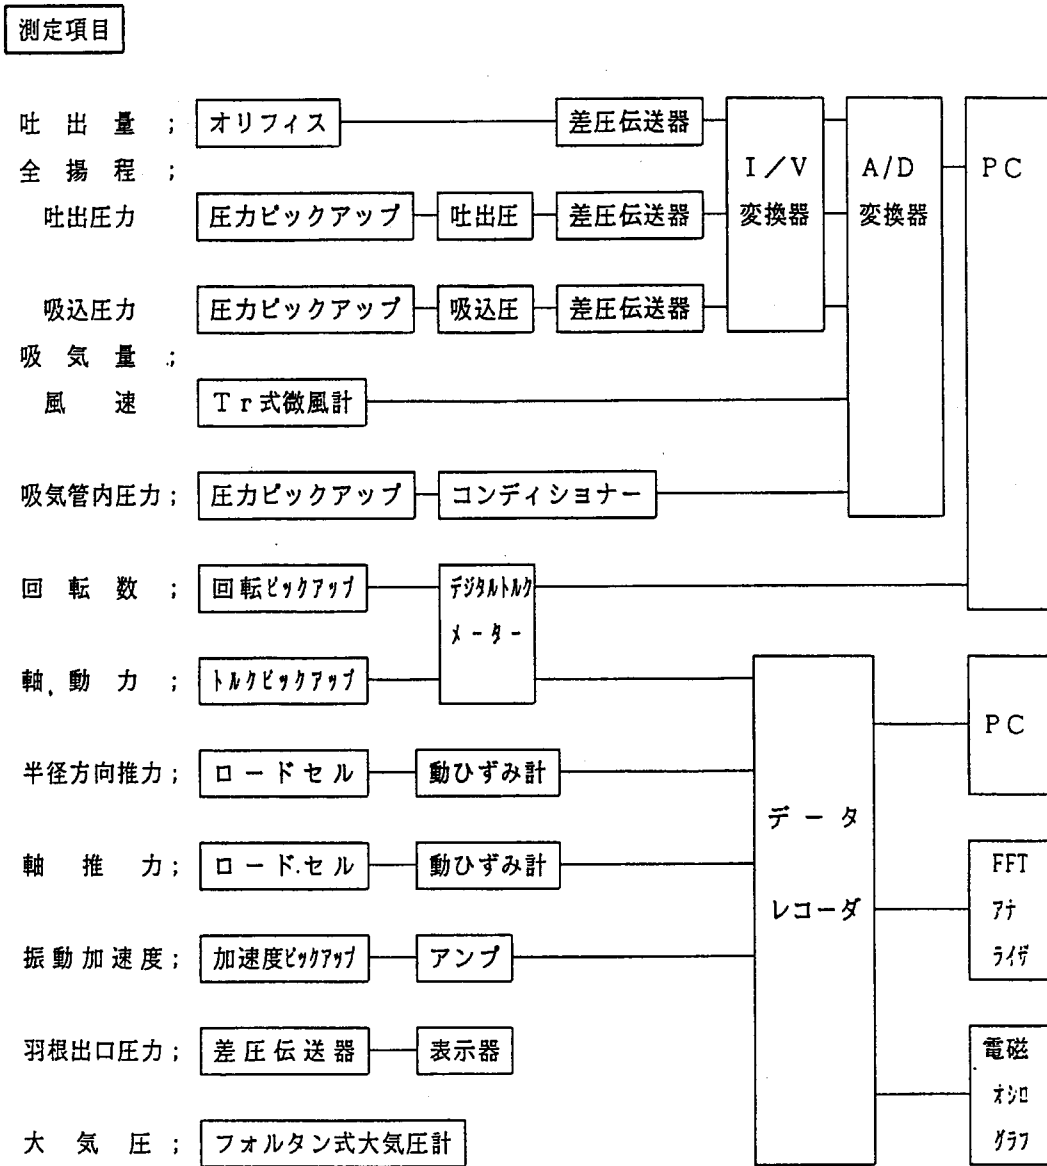 測定項目
吐出量; オリフィス 差圧伝送器
全揚程;
I/V A/D PC
吐出圧力 圧力ピックアップ 吐出圧 差圧伝送器 変換器 変換器
吸込圧力 圧力ピックアップ 吸込圧 差圧伝送器
吸気量;
風速 Tr式微風計
吸気管内圧力; 圧力ピックアップ コンディショナー
回転数; 回転ピックアップ デジタルトルク
メーター
軸動力; トルクピックアップ
PC
半径方向推力; ロードセル 動ひずみ計
データ
軸推力; ロードセル 動ひずみ計 FFT
レコーダ アナ
振動加速度; 加速度ピックアップ アンプ ライザ
羽根出口圧力; 差圧伝送器 表示器 電磁
オシロ
大気圧; フォルタン式大気圧計 グラフ